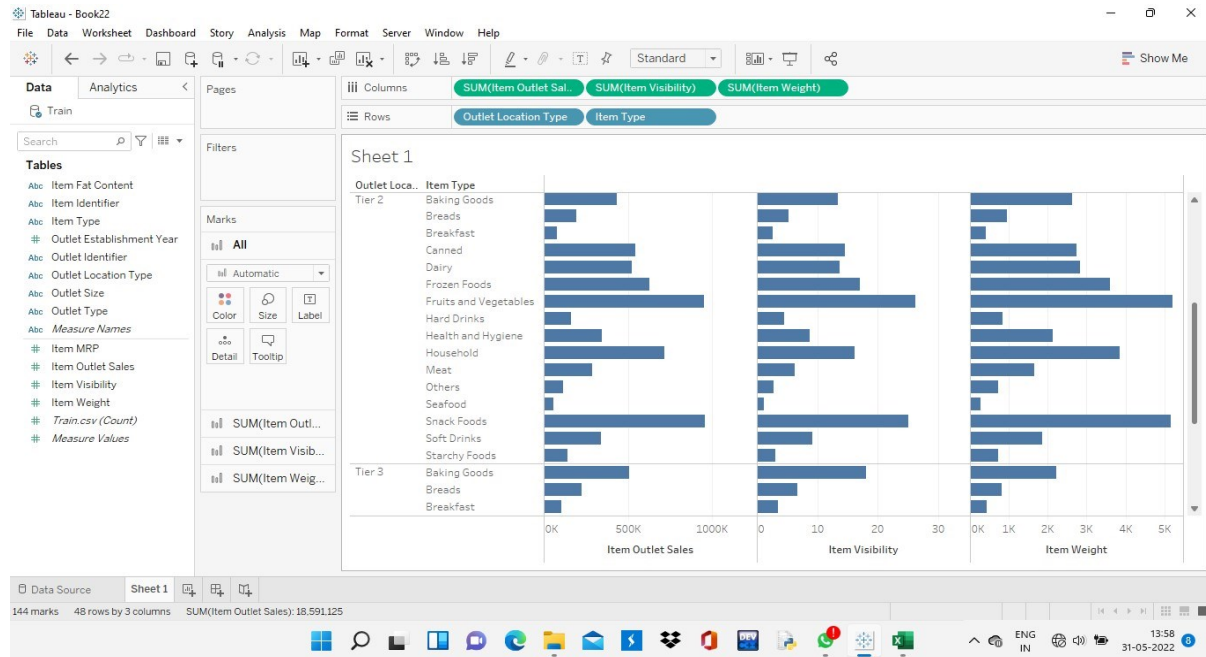 Tableau - Book22
File Data Worksheet Dashboard Story Analysis Map Format Server Window Help
Standard
Show Me
Data Analytics
Train
Search
Tables
Abc Item Fat Content
Abc Item Identifier
Abc Item Type
# Outlet Establishment Year
Abc Outlet Identifier
Abc Outlet Location Type
Abc Outlet Size
Abc Outlet Type
Abc Measure Names
# Item MRP
# Item Outlet Sales
# Item Visibility
# Item Weight
# Train.csv (Count)
# Measure Values
Pages
Filters
Marks
All
Automatic
Color Size Label
Detail Tooltip
SUM(Item Outl...
SUM(Item Visib...
SUM(Item Weig...
Columns SUM(Item Outlet Sal.. SUM(Item Visibility) SUM(Item Weight)
Rows Outlet Location Type Item Type
Sheet 1
Outlet Loca.. Item Type
Tier 2 Baking Goods
Breads
Breakfast
Canned
Dairy
Frozen Foods
Fruits and Vegetables
Hard Drinks
Health and Hygiene
Household
Meat
Others
Seafood
Snack Foods
Soft Drinks
Starchy Foods
Tier 3 Baking Goods
Breads
Breakfast
0K 500K 1000K 0 10 20 30 0K 1K 2K 3K 4K 5K
Item Outlet Sales Item Visibility Item Weight
Data Source Sheet 1
144 marks 48 rows by 3 columns SUM(Item Outlet Sales): 18,591,125
ENG
IN
13:58
31-05-2022
8